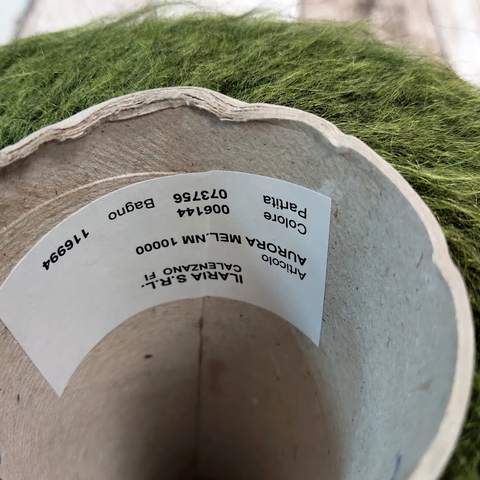 ILARIA S.R.L.
CALENZANO FI
Articolo
AURORA MEL.NM 10000
Colore 006144
Partita 073756 Bagno 116994